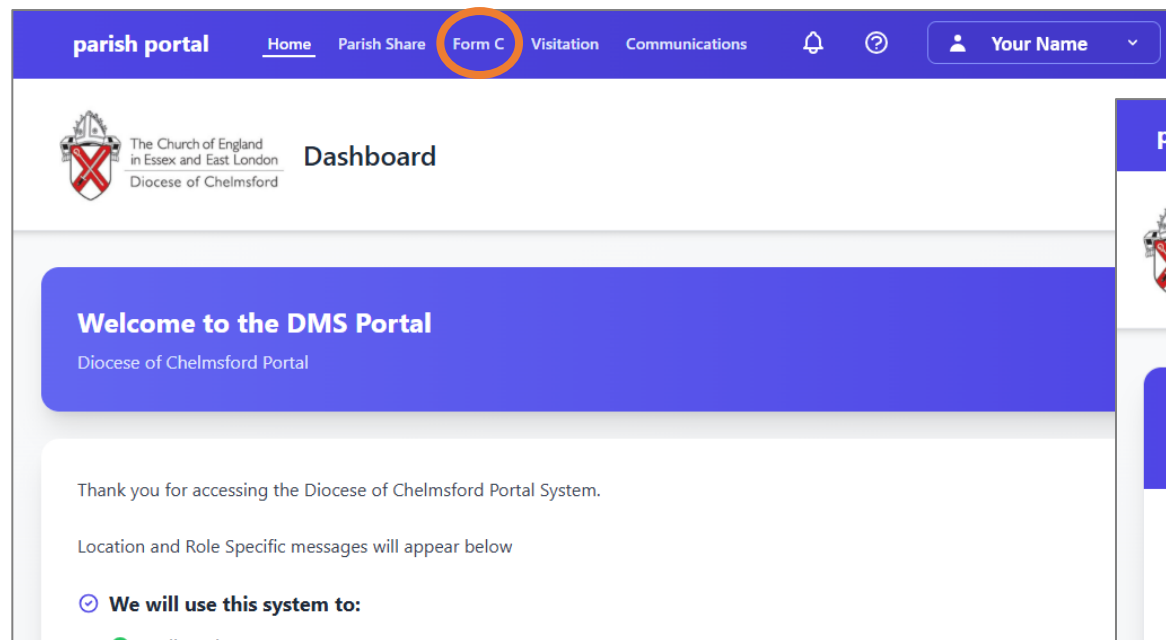 parish portal Home Parish Share Form C Visitation Communications Your Name
The Church of England
in Essex and East London
Diocese of Chelmsford
Dashboard
Welcome to the DMS Portal
Diocese of Chelmsford Portal
Thank you for accessing the Diocese of Chelmsford Portal System.
Location and Role Specific messages will appear below
We will use this system to: